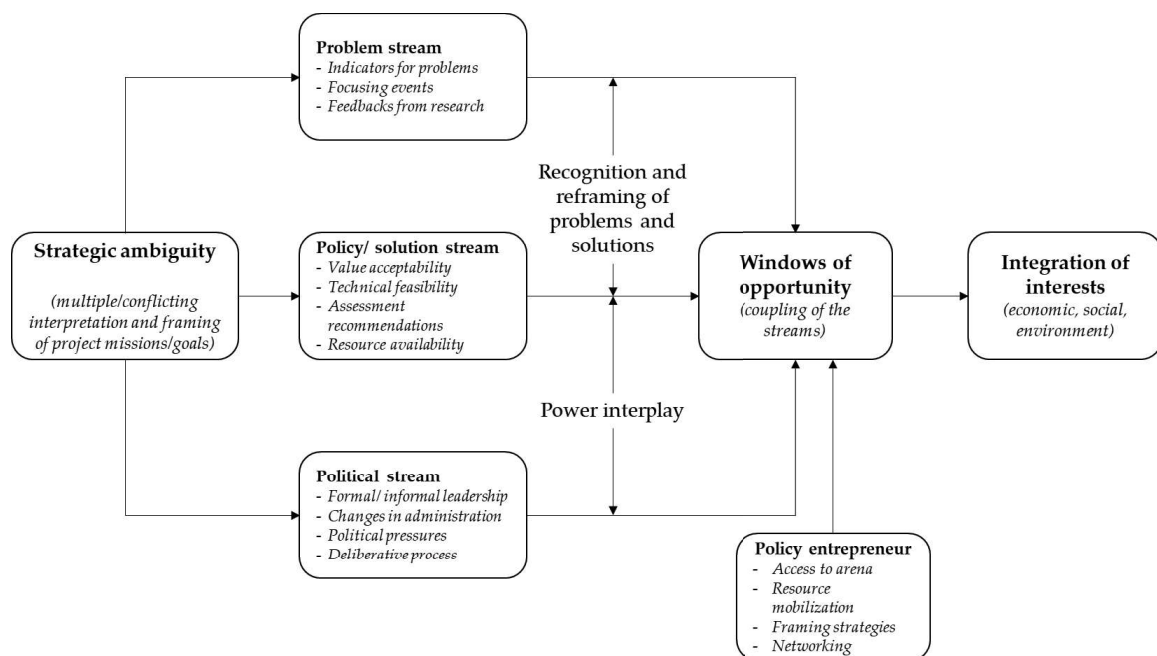 Problem stream
- Indicators for problems
- Focusing events
- Feedbacks from research
Recognition and
reframing of
problems and
solutions
Strategic ambiguity
(multiple/conflicting
interpretation and framing
of project missions/goals)
Policy/ solution stream
- Value acceptability
- Technical feasibility
- Assessment
recommendations
- Resource availability
Windows of
opportunity
(coupling of the
streams)
Integration of
interests
(economic, social,
environment)
Power interplay
Political stream
- Formal/ informal leadership
- Changes in administration
- Political pressures
- Deliberative process
Policy entrepreneur
- Access to arena
- Resource
mobilization
- Framing strategies
- Networking